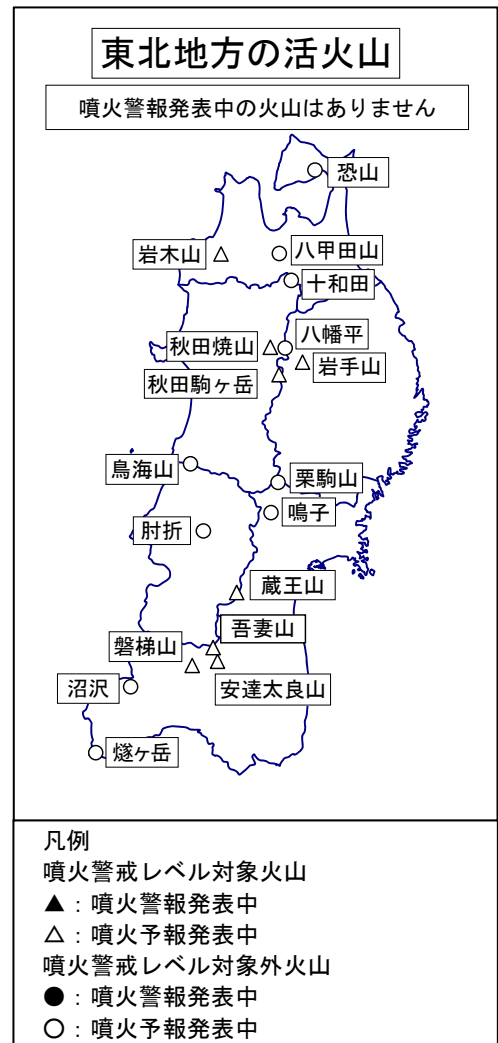 東北地方の活火山
噴火警報発表中の火山はありません
恐山
岩木山
八甲田山
十和田
秋田焼山
八幡平
岩手山
秋田駒ヶ岳
鳥海山
栗駒山
鳴子
肘折
蔵王山
吾妻山
磐梯山
安達太良山
沼沢
燧ヶ岳
凡例
噴火警戒レベル対象火山
▲：噴火警報発表中
△：噴火予報発表中
噴火警戒レベル対象外火山
●：噴火警報発表中
○：噴火予報発表中